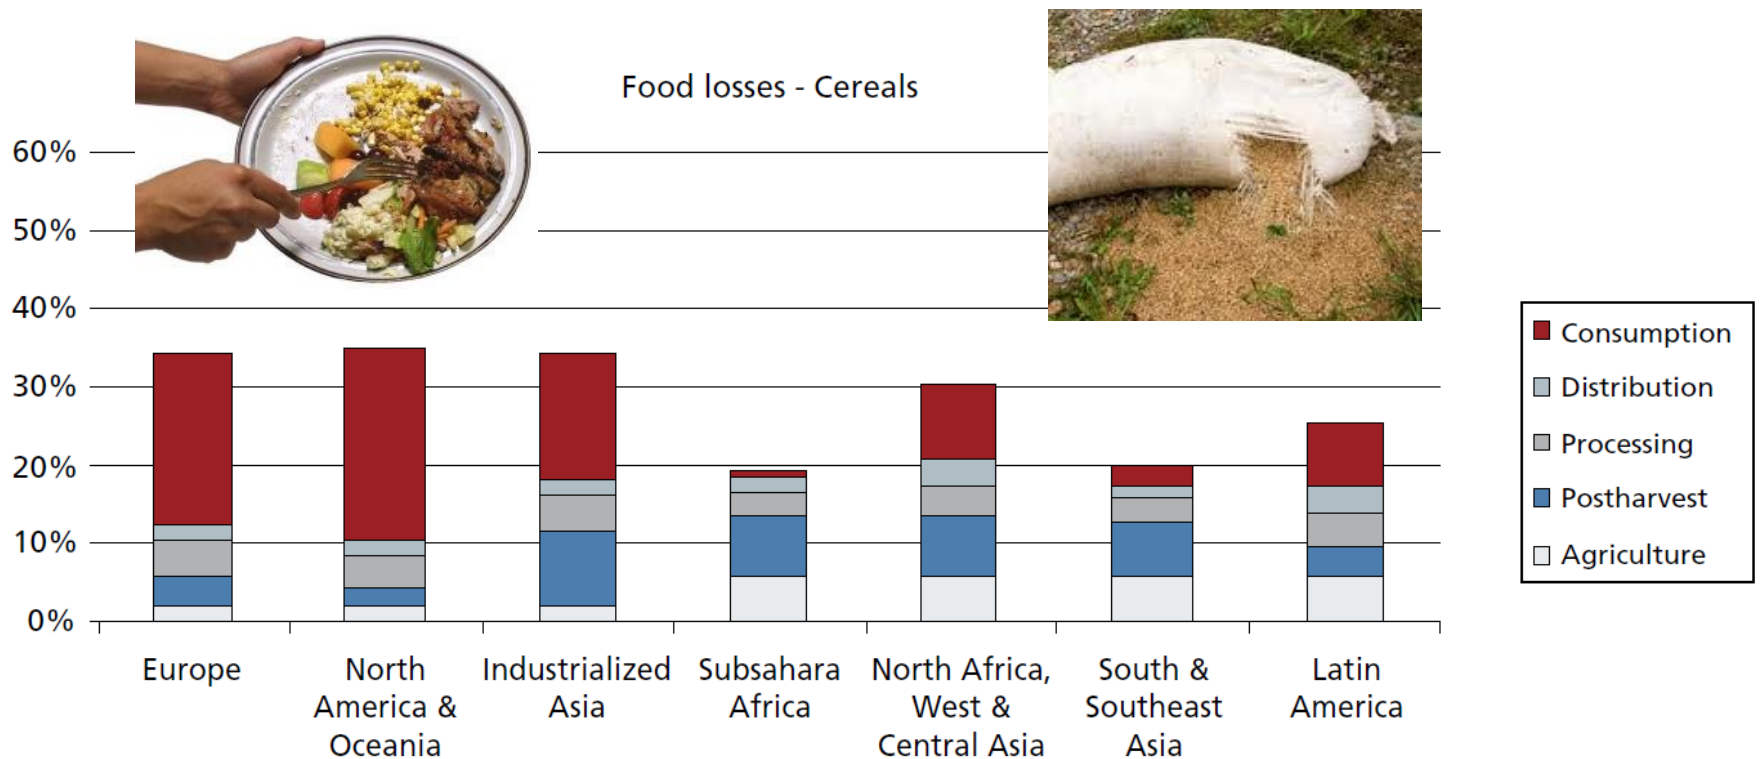 Food losses - Cereals
60%
50%
40%
30%
20%
10%
0%
Europe
North
America &
Oceania
Industrialized
Asia
Subsahara
Africa
North Africa,
West &
Central Asia
South &
Southeast
Asia
Latin
America
Consumption
Distribution
Processing
Postharvest
Agriculture